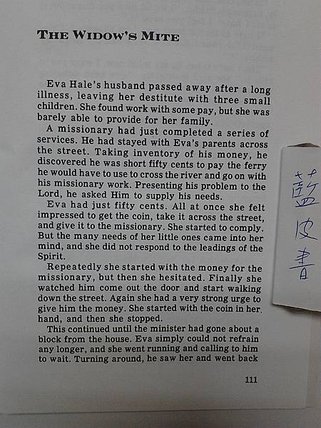 THE WIDOW'S MITE
Eva Hale's husband passed away after a long
illness, leaving her destitute with three small
children. She found work with some pay, but she was
barely able to provide for her family.
A missionary had just completed a series of
services. He had stayed with Eva's parents across
the street. Taking inventory of his money, he
discovered he was short fifty cents to pay the ferry
he would have to use to cross the river and go on with
his missionary work. Presenting his problem to the
Lord, he asked Him to supply his needs.
Eva had just fifty cents. All at once she felt
impressed to get the coin, take it across the street,
and give it to the missionary. She started to comply.
But the many needs of her little ones came into her
mind, and she did not respond to the leadings of the
Spirit.
Repeatedly she started with the money for the
missionary, but then she hesitated. Finally she
watched him come out the door and start walking
down the street. Again she had a very strong urge to
give him the money. She started with the coin in her
hand, and then she stopped.
This continued until the minister had gone about a
block from the house. Eva simply could not refrain
any longer, and she went running and calling to him
to wait. Turning around, he saw her and went back
111
皮書